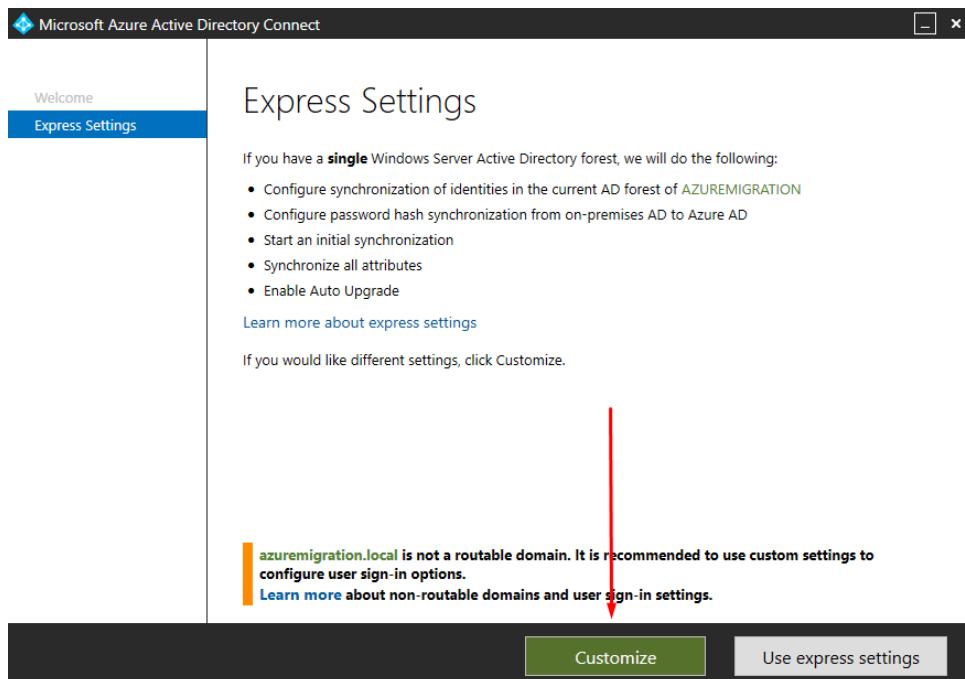 Microsoft Azure Active Directory Connect
Welcome
Express Settings
Express Settings
If you have a single Windows Server Active Directory forest, we will do the following:
• Configure synchronization of identities in the current AD forest of AZUREMIGRATION
• Configure password hash synchronization from on-premises AD to Azure AD
• Start an initial synchronization
• Synchronize all attributes
• Enable Auto Upgrade
Learn more about express settings
If you would like different settings, click Customize.
azuremigration.local is not a routable domain. It is recommended to use custom settings to
configure user sign-in options.
Learn more about non-routable domains and user sign-in settings.
Customize
Use express settings